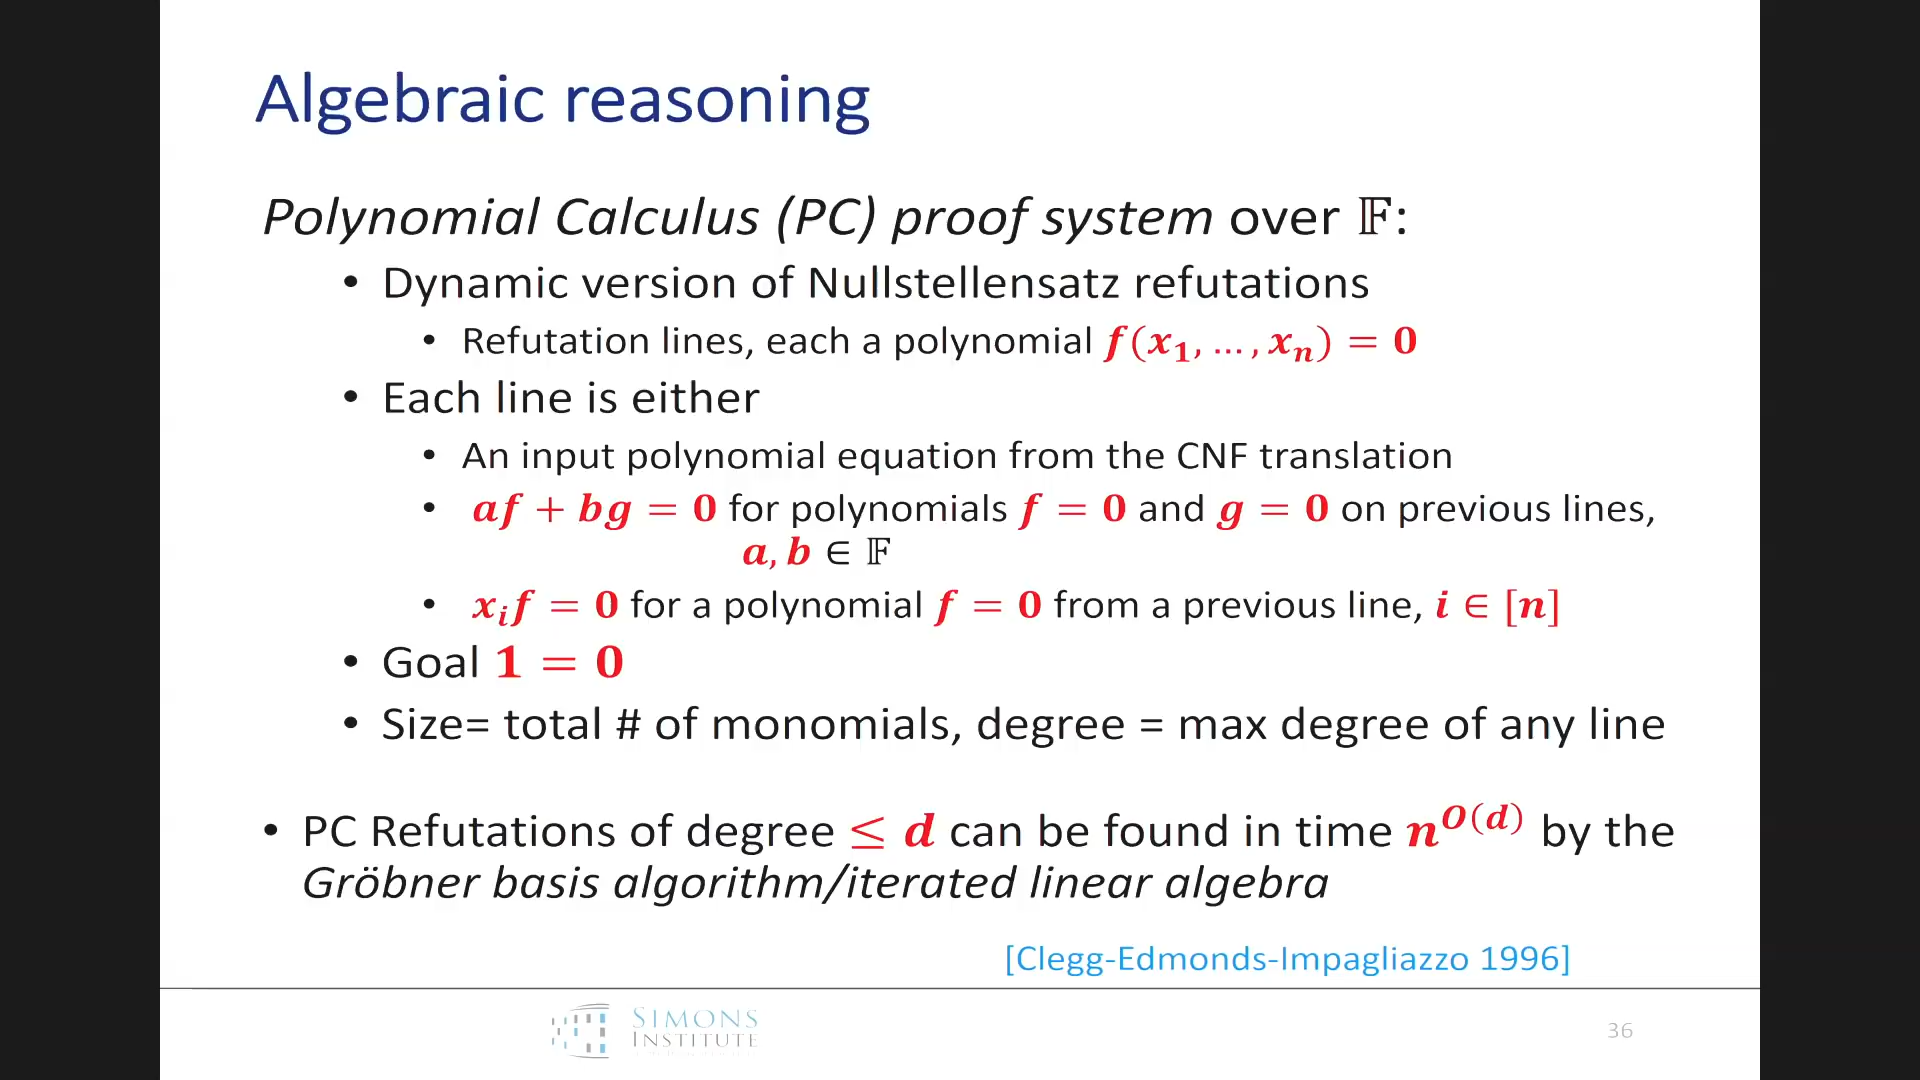 Algebraic reasoning
Polynomial Calculus (PC) proof system over 𝔽:
• Dynamic version of Nullstellensatz refutations
• Refutation lines, each a polynomial f(x₁, … , xₙ) = 0
• Each line is either
• An input polynomial equation from the CNF translation
• af + bg = 0 for polynomials f = 0 and g = 0 on previous lines,
a, b ∈ 𝔽
• xᵢf = 0 for a polynomial f = 0 from a previous line, i ∈ [n]
• Goal 1 = 0
• Size= total # of monomials, degree = max degree of any line
• PC Refutations of degree ≤ d can be found in time n^O(d) by the
Gröbner basis algorithm/iterated linear algebra
[Clegg-Edmonds-Impagliazzo 1996]
SIMONS
INSTITUTE
36